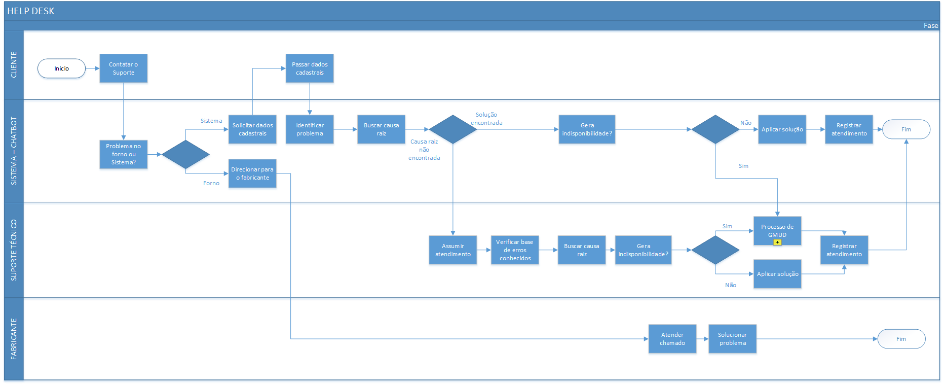 HELP DESK
Fase
CLIENTE
Início
Contatar o
Suporte
Passar dados
cadastrais
SISTEMA - CHATBOT
Problema no
forno ou
Sistema?
Sistema
Forno
Solicitar dados
cadastrais
Direcionar para
o fabricante
Identificar
problema
Buscar causa
raiz
Solução
encontrada
Causa raiz
não
encontrada
Gera
indisponibilidade?
Não
Sim
Aplicar solução
Registrar
atendimento
Fim
SUPORTE TÉCNICO
Assumir
atendimento
Verificar base
de erros
conhecidos
Buscar causa
raiz
Gera
indisponibilidade?
Sim
Não
Processo de
GMUD
+
Aplicar solução
Registrar
atendimento
FABRICANTE
Atender
chamado
Solucionar
problema
Fim